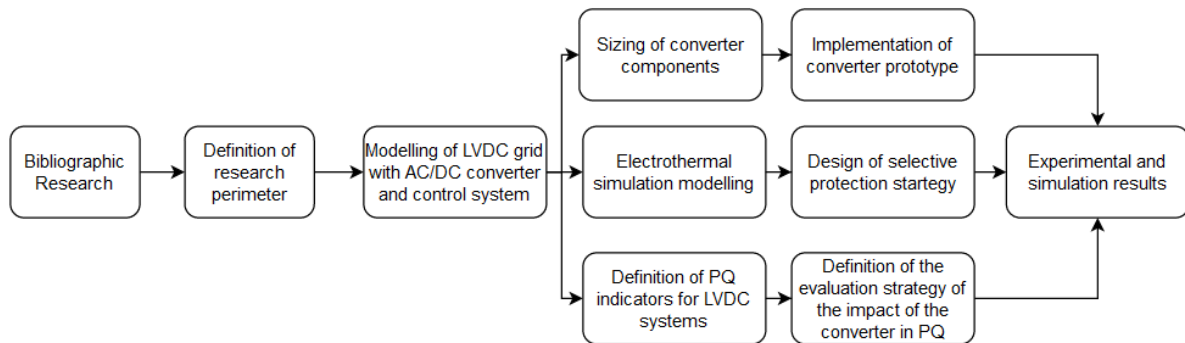 Bibliographic
Research
Definition of
research
perimeter
Modelling of LVDC grid
with AC/DC converter
and control system
Sizing of converter
components
Implementation of
converter prototype
Electrothermal
simulation modelling
Design of selective
protection startegy
Definition of PQ
indicators for LVDC
systems
Definition of the
evaluation strategy of
the impact of the
converter in PQ
Experimental and
simulation results